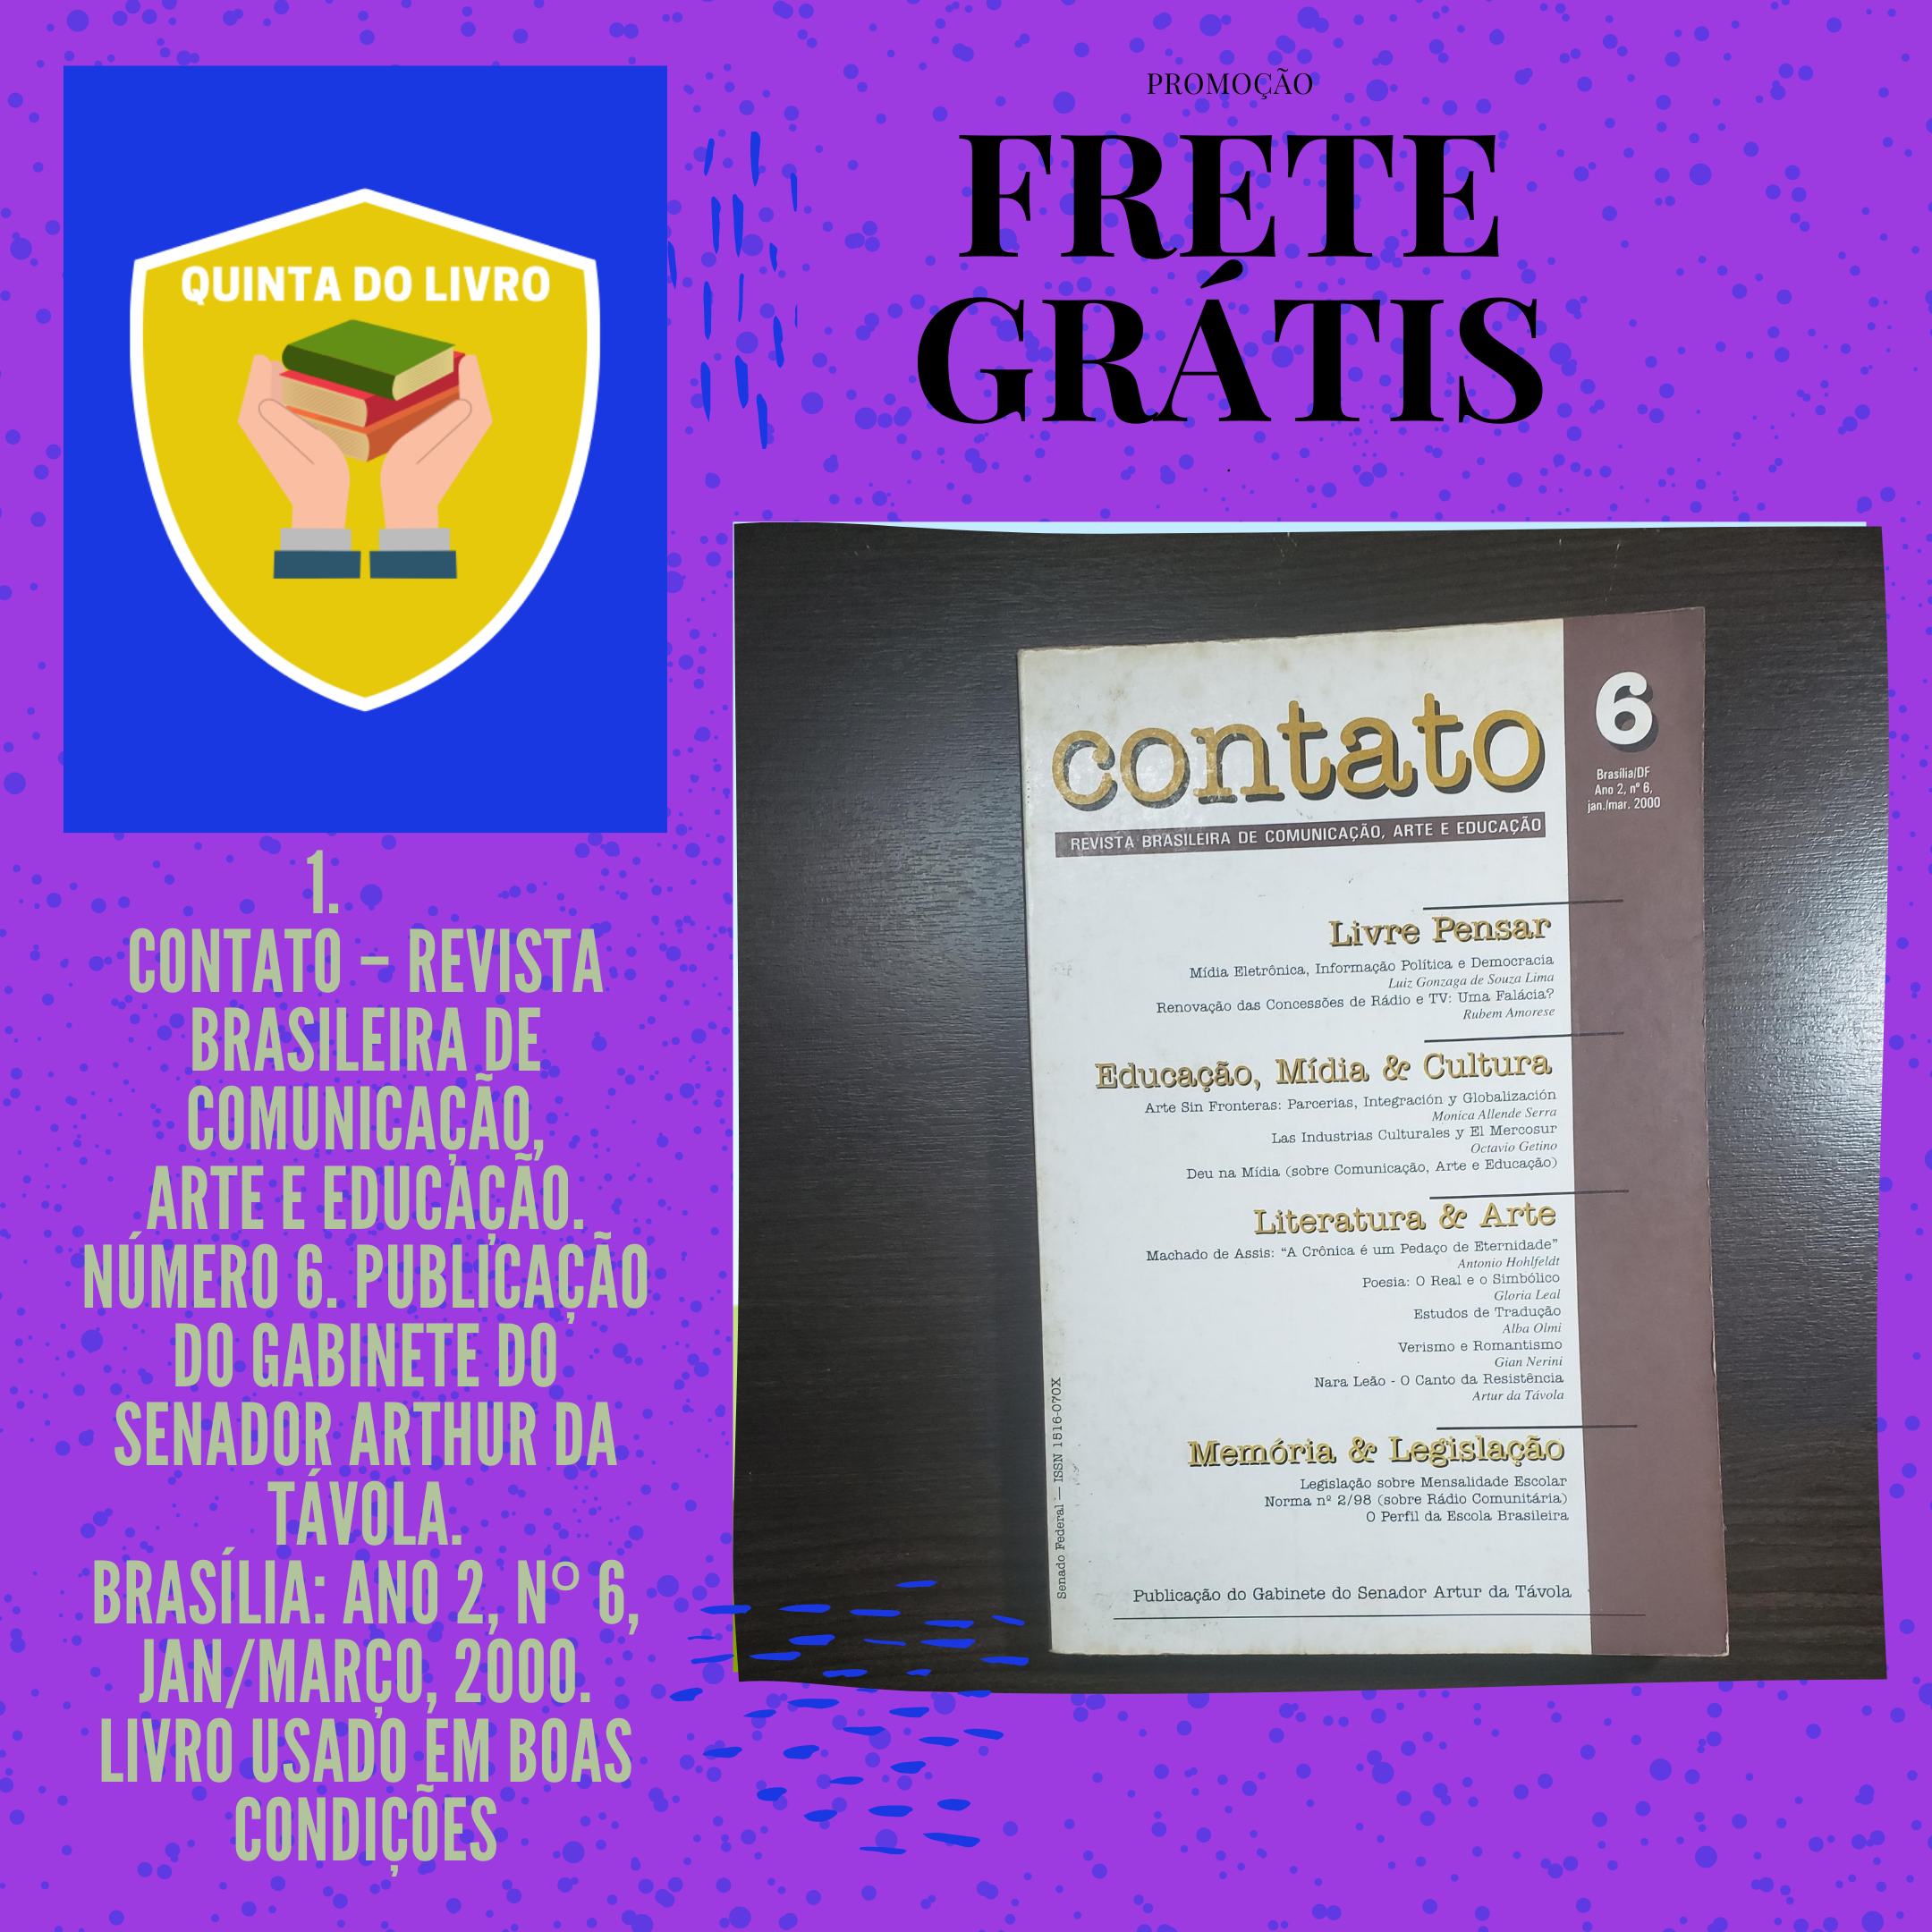 QUINTA DO LIVRO
PROMOÇÃO
FRETE
GRÁTIS
.
1.
CONTATO – REVISTA
BRASILEIRA DE
COMUNICAÇÃO,
ARTE E EDUCAÇÃO.
NÚMERO 6. PUBLICAÇÃO
DO GABINETE DO
SENADOR ARTHUR DA
TÁVOLA.
BRASÍLIA: ANO 2, Nº 6,
JAN/MARÇO, 2000.
LIVRO USADO EM BOAS
CONDIÇÕES
contato
REVISTA BRASILEIRA DE COMUNICAÇÃO, ARTE E EDUCAÇÃO
6
Brasília/DF
Ano 2, nº 6,
jan./mar. 2000
Livre Pensar
Mídia Eletrônica, Informação Política e Democracia
Luiz Gonzaga de Souza Lima
Renovação das Concessões de Rádio e TV: Uma Falácia?
Rubem Amorese
Educação, Mídia & Cultura
Arte Sin Fronteras: Parcerias, Integración y Globalización
Monica Allende Serra
Las Industrias Culturales y El Mercosur
Octavio Getino
Deu na Mídia (sobre Comunicação, Arte e Educação)
Literatura & Arte
Machado de Assis: “A Crônica é um Pedaço de Eternidade”
Antonio Hohlfeldt
Poesia: O Real e o Simbólico
Gloria Leal
Estudos de Tradução
Alba Olmi
Verismo e Romantismo
Gian Nerini
Nara Leão - O Canto da Resistência
Artur da Távola
Memória & Legislação
Legislação sobre Mensalidade Escolar
Norma nº 2/98 (sobre Rádio Comunitária)
O Perfil da Escola Brasileira
Senado Federal — ISSN 1516-070X
Publicação do Gabinete do Senador Artur da Távola